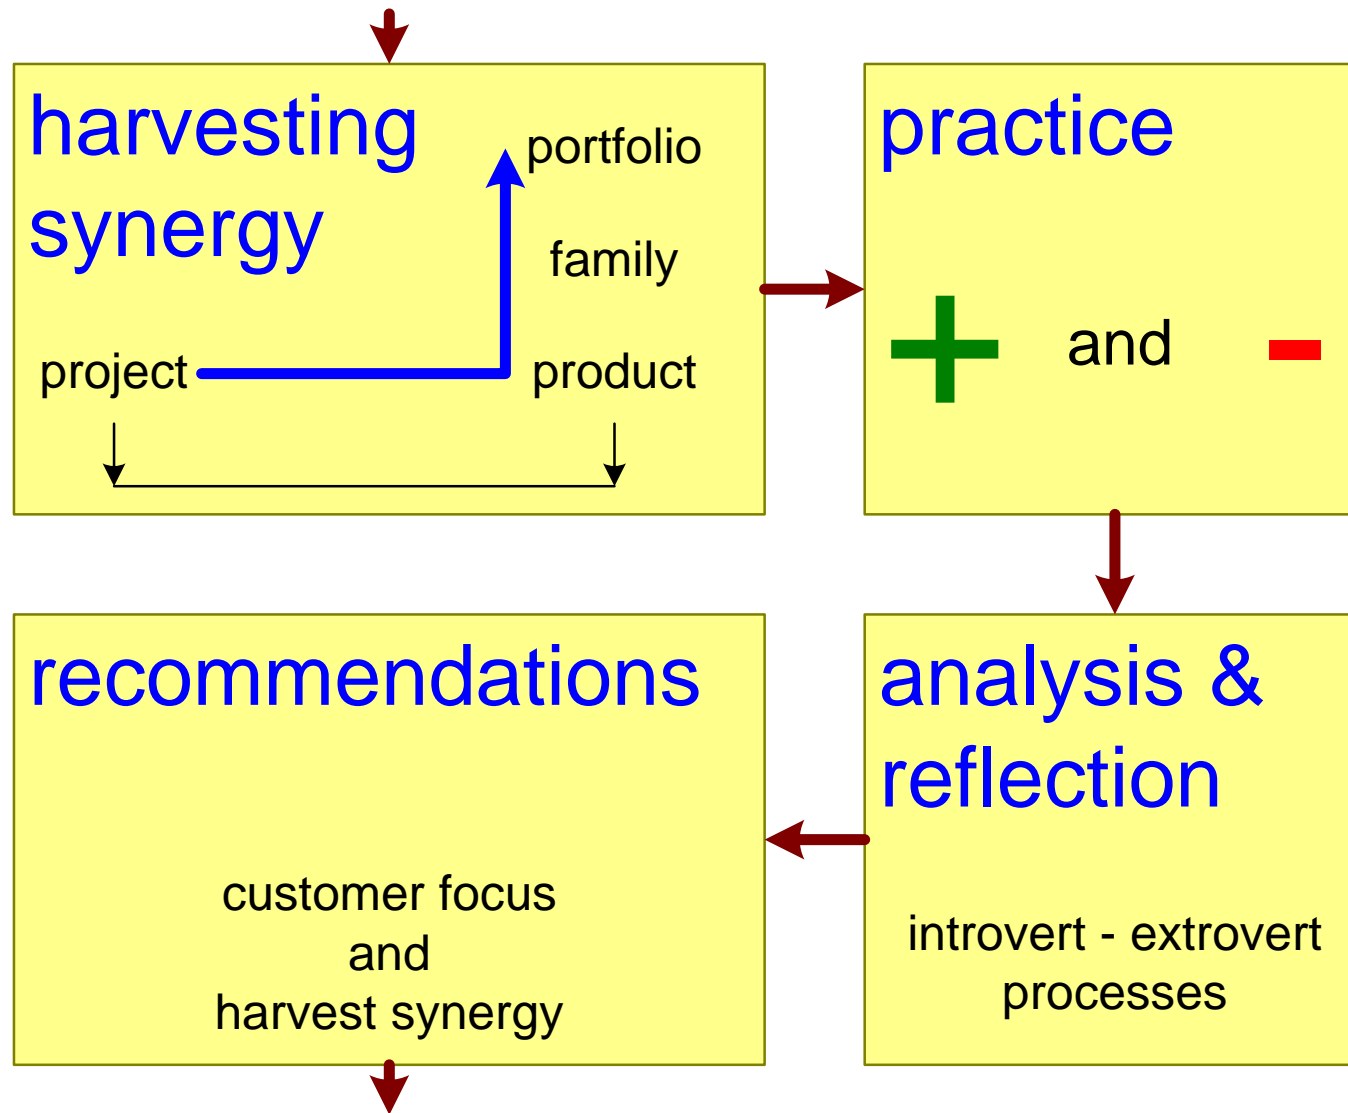 harvesting
synergy
portfolio
family
project
product
practice
+ and -
recommendations
customer focus
and
harvest synergy
analysis &
reflection
introvert - extrovert
processes